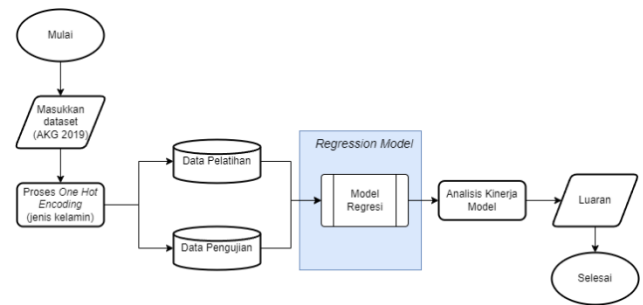 Mulai
Masukkan
dataset
(AKG 2019)
Proses One Hot
Encoding
(jenis kelamin)
Data Pelatihan
Data Pengujian
Regression Model
Model
Regresi
Analisis Kinerja
Model
Luaran
Selesai